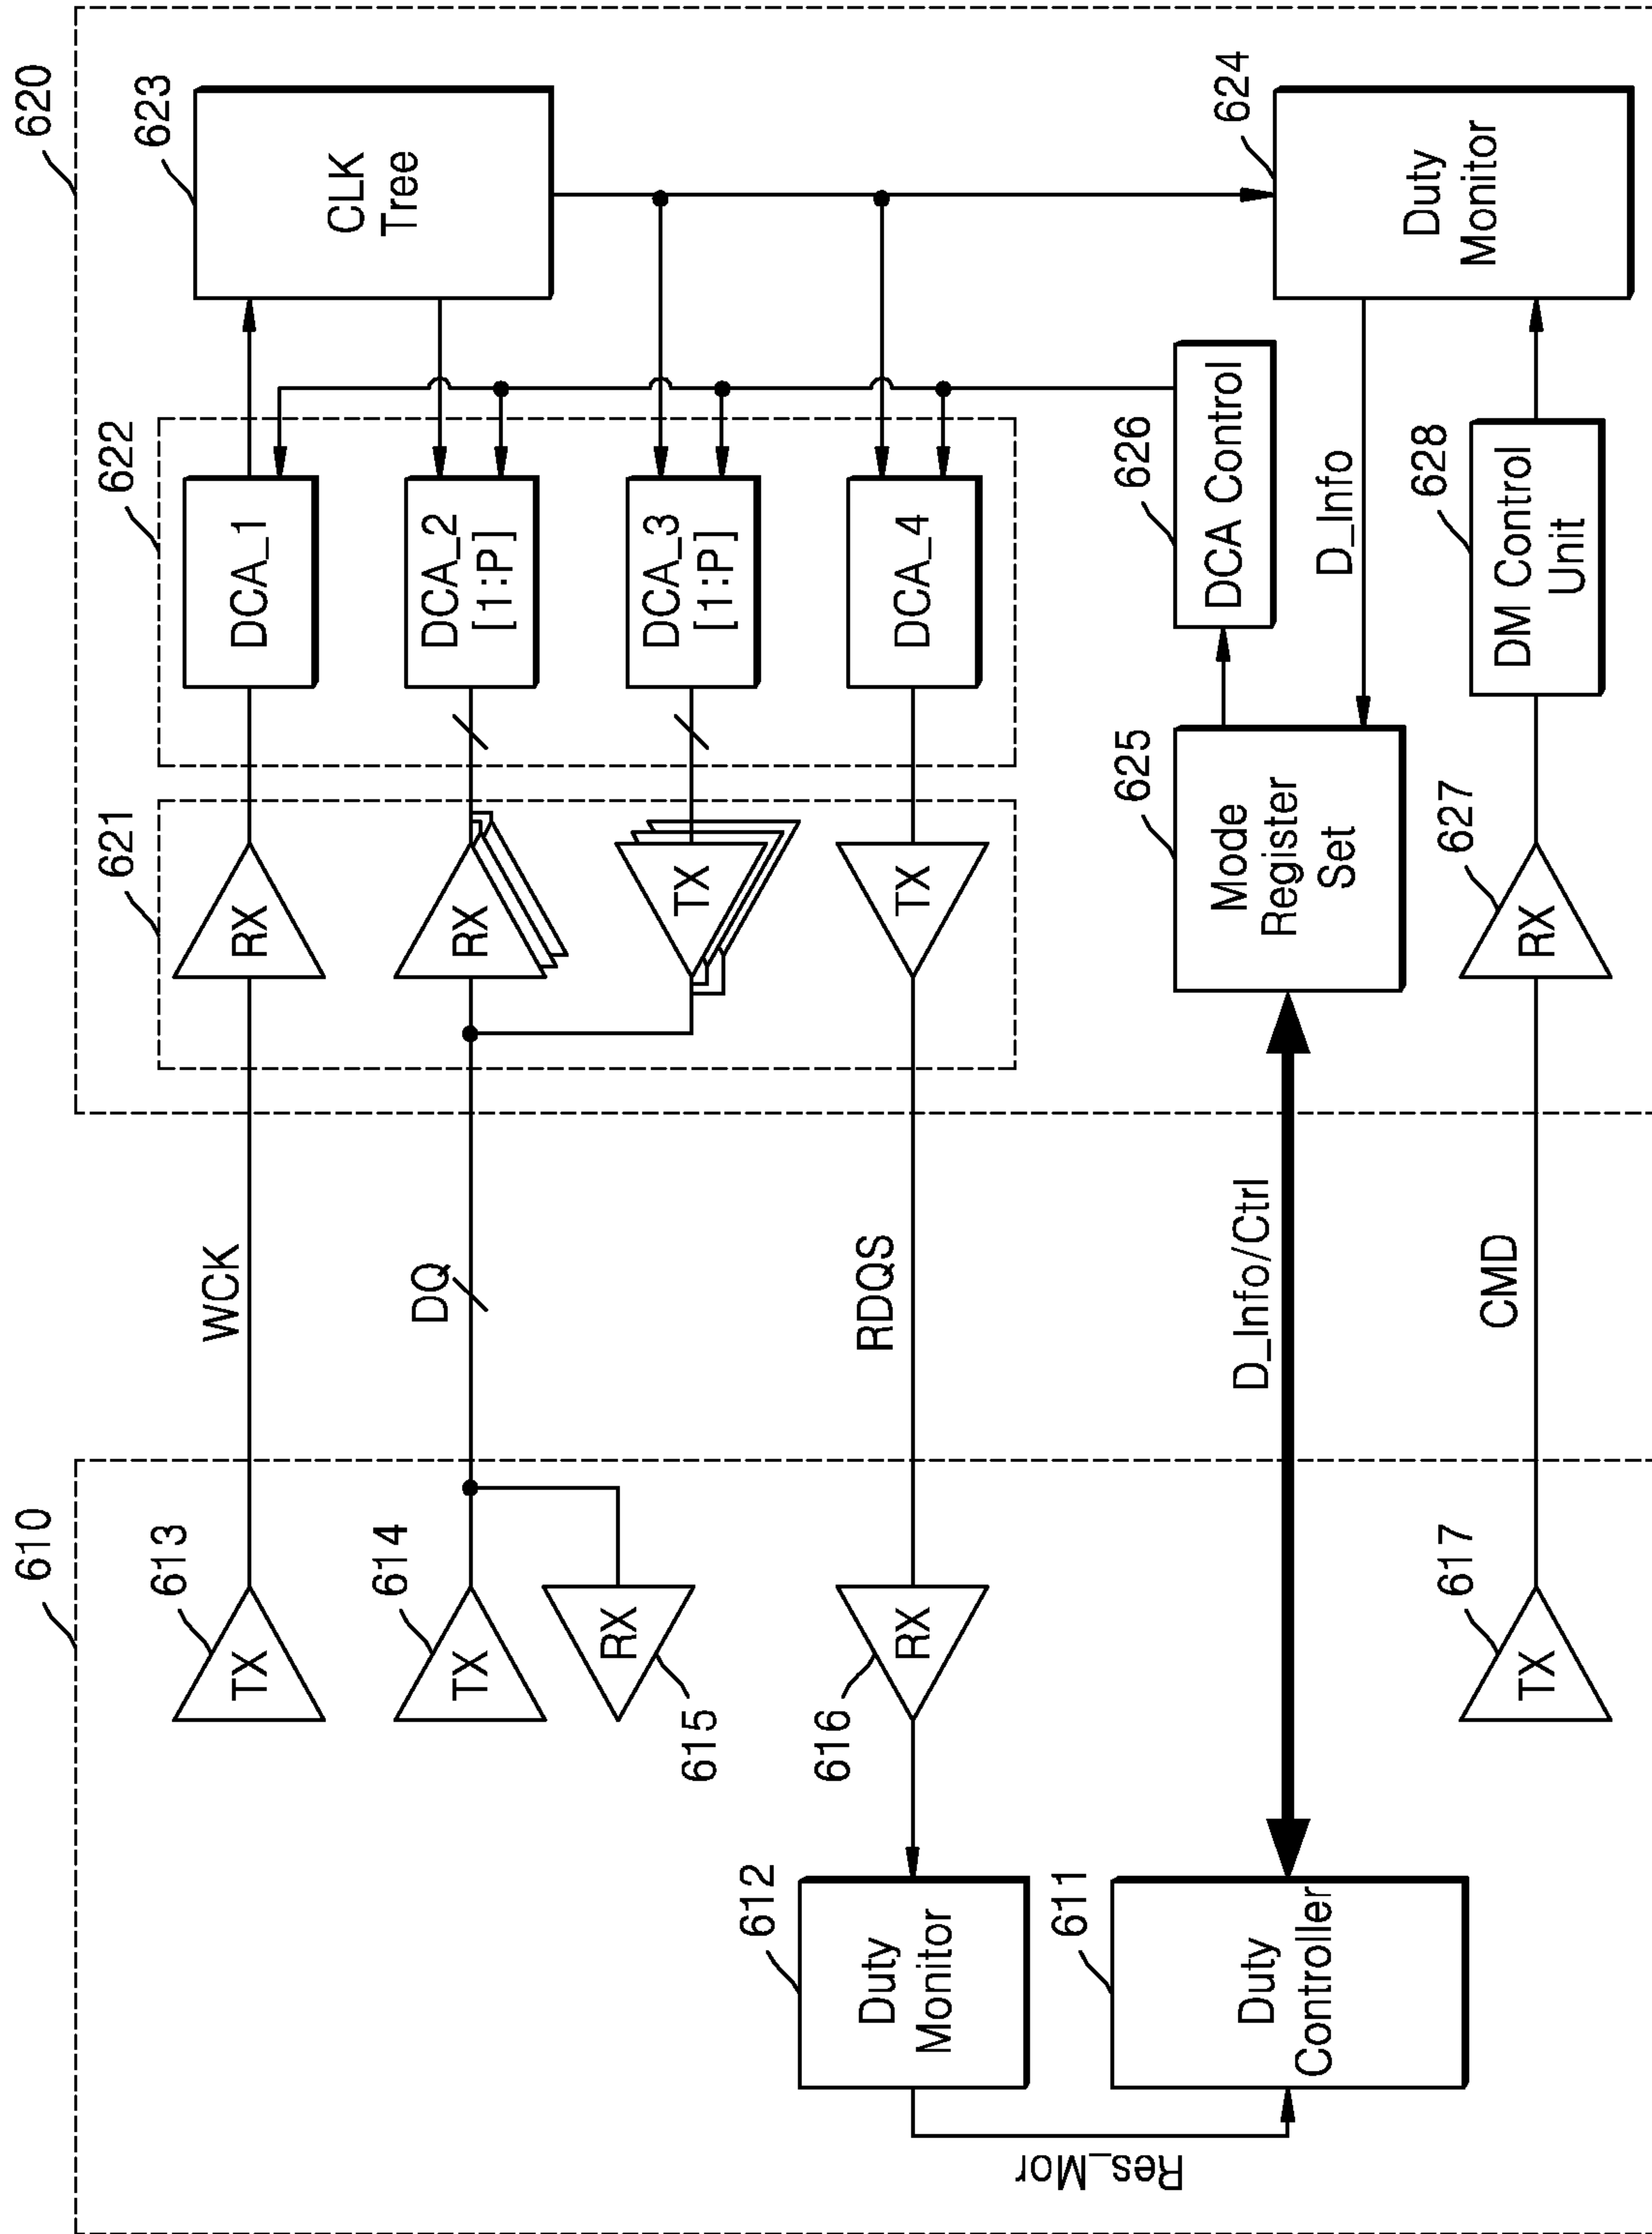 610
620
613
TX
WCK
621
RX
622
DCA_1
623
CLK
Tree
614
TX
DQ
RX
DCA_2
[1:P]
RX
615
TX
DCA_3
[1:P]
616
RX
RDQS
TX
DCA_4
612
Duty
Monitor
Res_Mor
611
Duty
Controller
D_Info/Ctrl
625
Mode
Register
Set
626
DCA Control
D_Info
624
Duty
Monitor
617
TX
CMD
627
RX
628
DM Control
Unit